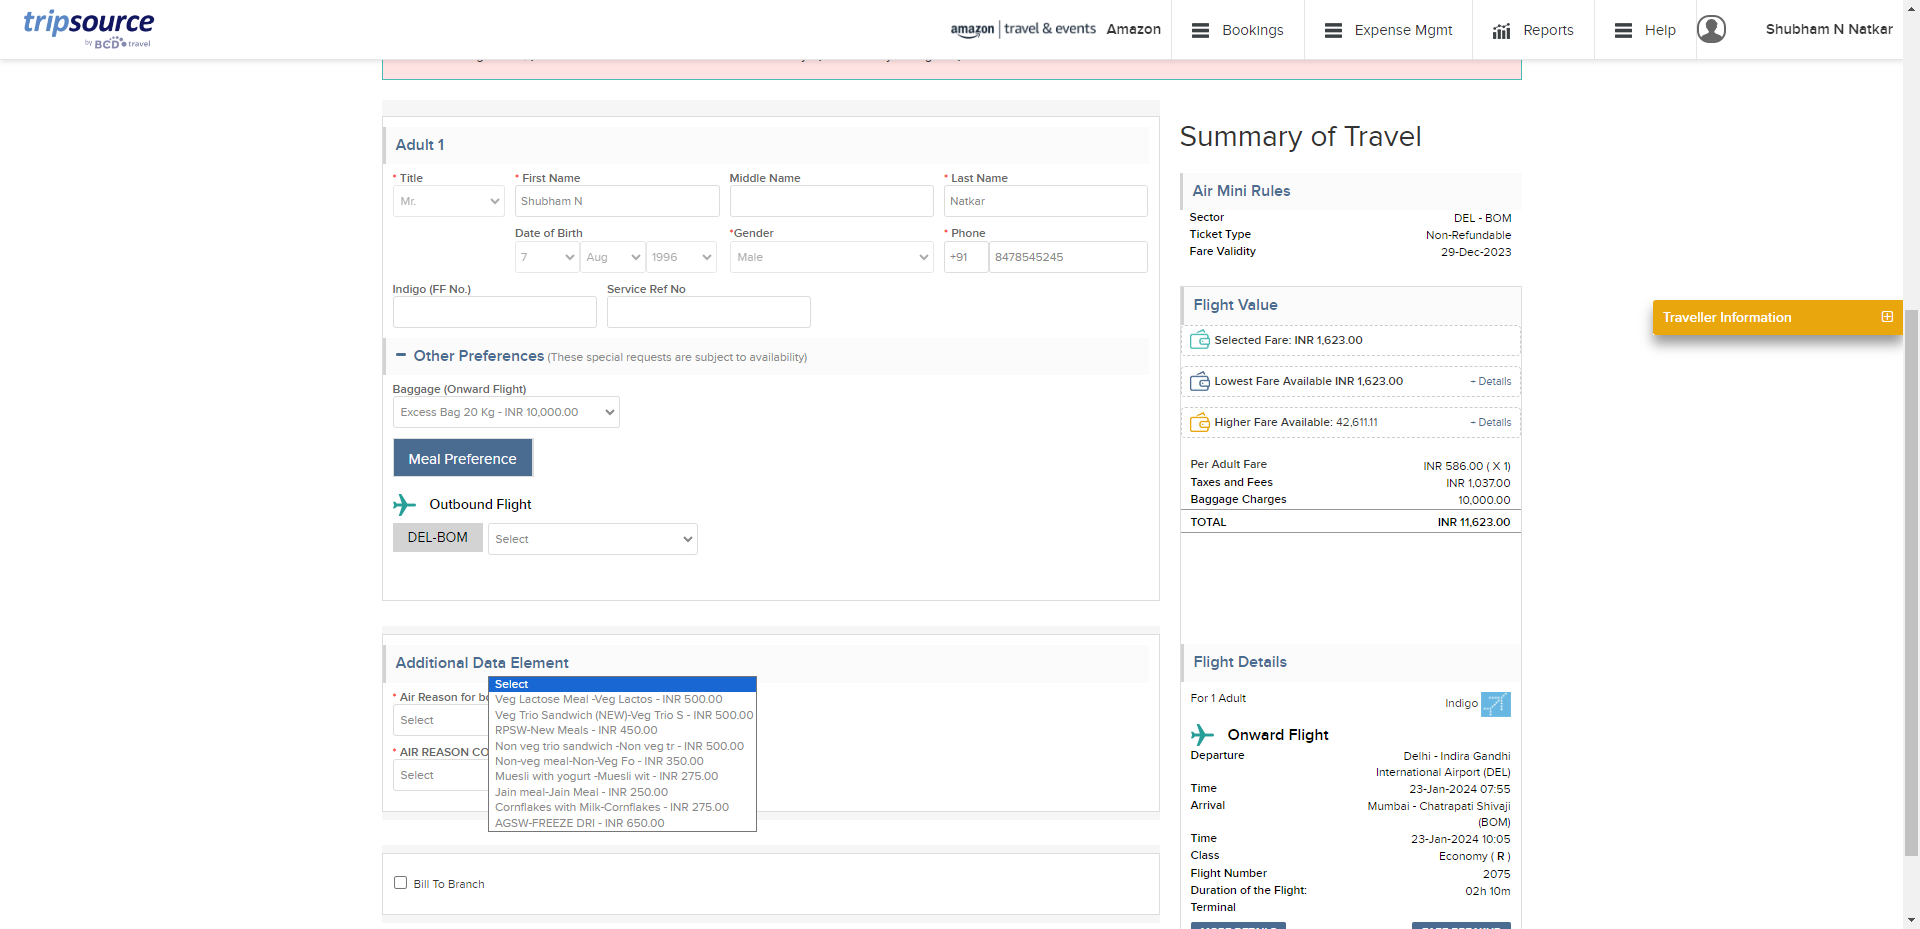 tripsource
by BCD travel
amazon | travel & events Amazon
Bookings
Expense Mgmt
Reports
Help
Shubham N Natkar
Adult 1
* Title
* First Name
Middle Name
* Last Name
Mr.
Shubham N
Natkar
Date of Birth
*Gender
* Phone
7
Aug
1996
Male
+91
8478545245
Indigo (FF No.)
Service Ref No
− Other Preferences (These special requests are subject to availability)
Baggage (Onward Flight)
Excess Bag 20 Kg - INR 10,000.00
Meal Preference
Outbound Flight
DEL-BOM
Select
Additional Data Element
* Air Reason for
Select
* AIR REASON CO
Select
Select
Veg Lactose Meal -Veg Lactos - INR 500.00
Veg Trio Sandwich (NEW)-Veg Trio S - INR 500.00
RPSW-New Meals - INR 450.00
Non veg trio sandwich -Non veg tr - INR 500.00
Non-veg meal-Non-Veg Fo - INR 350.00
Muesli with yogurt -Muesli wit - INR 275.00
Jain meal-Jain Meal - INR 250.00
Cornflakes with Milk-Cornflakes - INR 275.00
AGSW-FREEZE DRI - INR 650.00
Bill To Branch
Summary of Travel
Air Mini Rules
Sector DEL - BOM
Ticket Type Non-Refundable
Fare Validity 29-Dec-2023
Flight Value
Selected Fare: INR 1,623.00
Lowest Fare Available INR 1,623.00 + Details
Higher Fare Available: 42,611.11 + Details
Per Adult Fare INR 586.00 ( X 1)
Taxes and Fees INR 1,037.00
Baggage Charges 10,000.00
TOTAL INR 11,623.00
Flight Details
For 1 Adult Indigo
Onward Flight
Departure Delhi - Indira Gandhi
International Airport (DEL)
Time 23-Jan-2024 07:55
Arrival Mumbai - Chatrapati Shivaji
(BOM)
Time 23-Jan-2024 10:05
Class Economy ( R )
Flight Number 2075
Duration of the Flight: 02h 10m
Terminal
Traveller Information